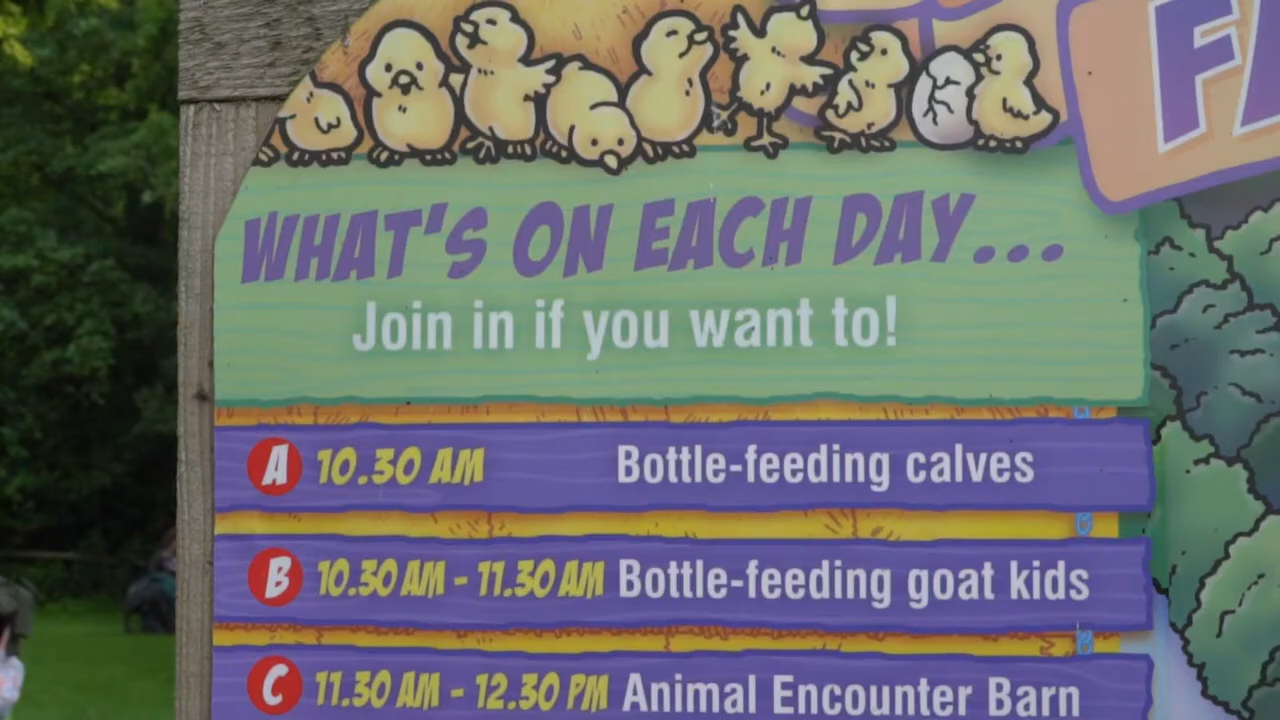 FA
WHAT'S ON EACH DAY...
Join in if you want to!
A 10.30 AM Bottle-feeding calves
B 10.30 AM - 11.30 AM Bottle-feeding goat kids
C 11.30 AM - 12.30 PM Animal Encounter Barn